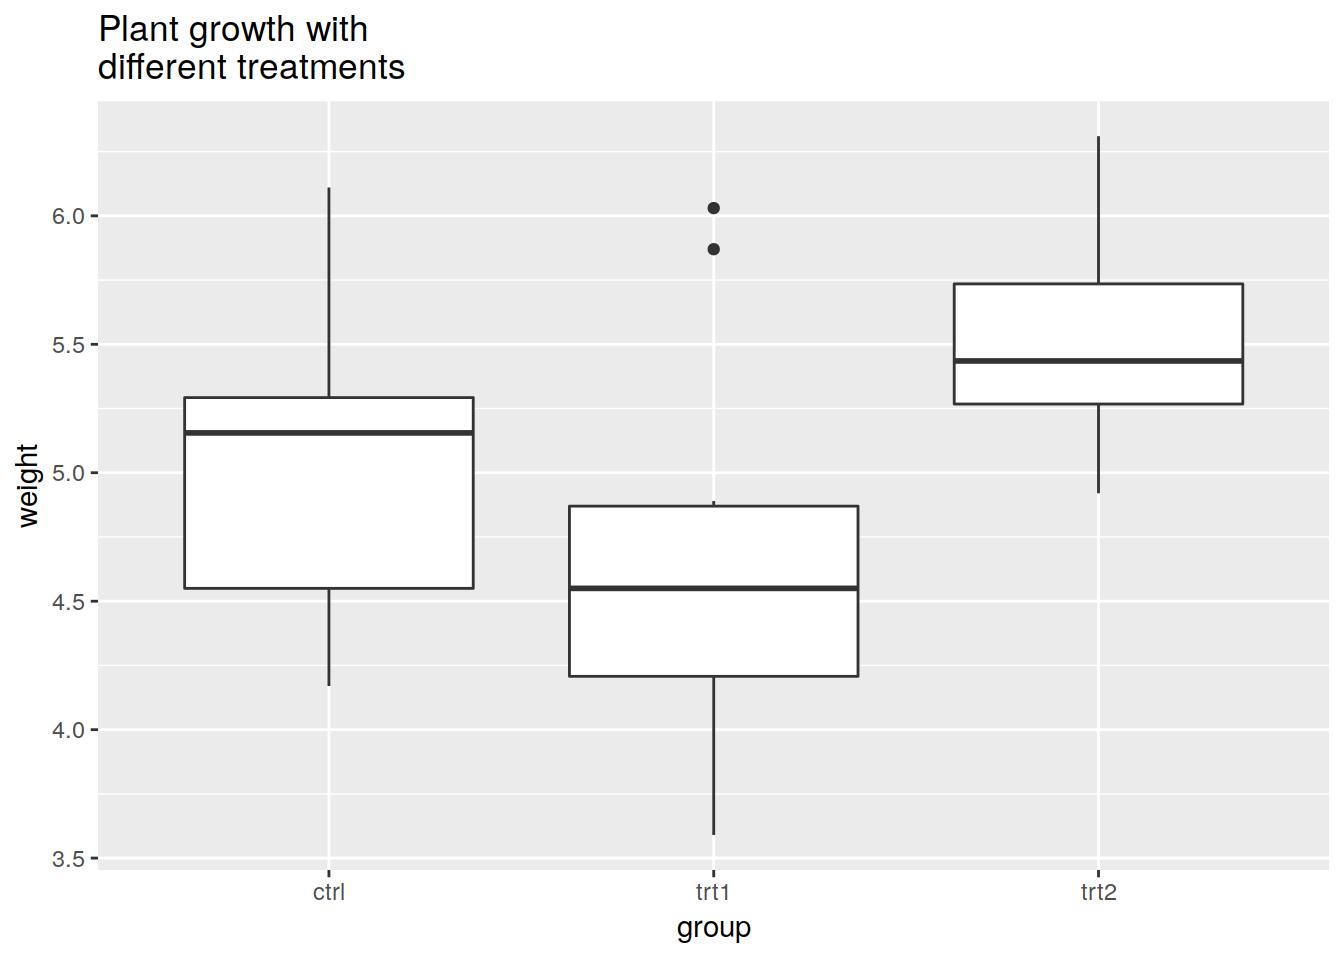 Plant growth with
different treatments
weight
6.0
5.5
5.0
4.5
4.0
3.5
ctrl trt1 trt2
group